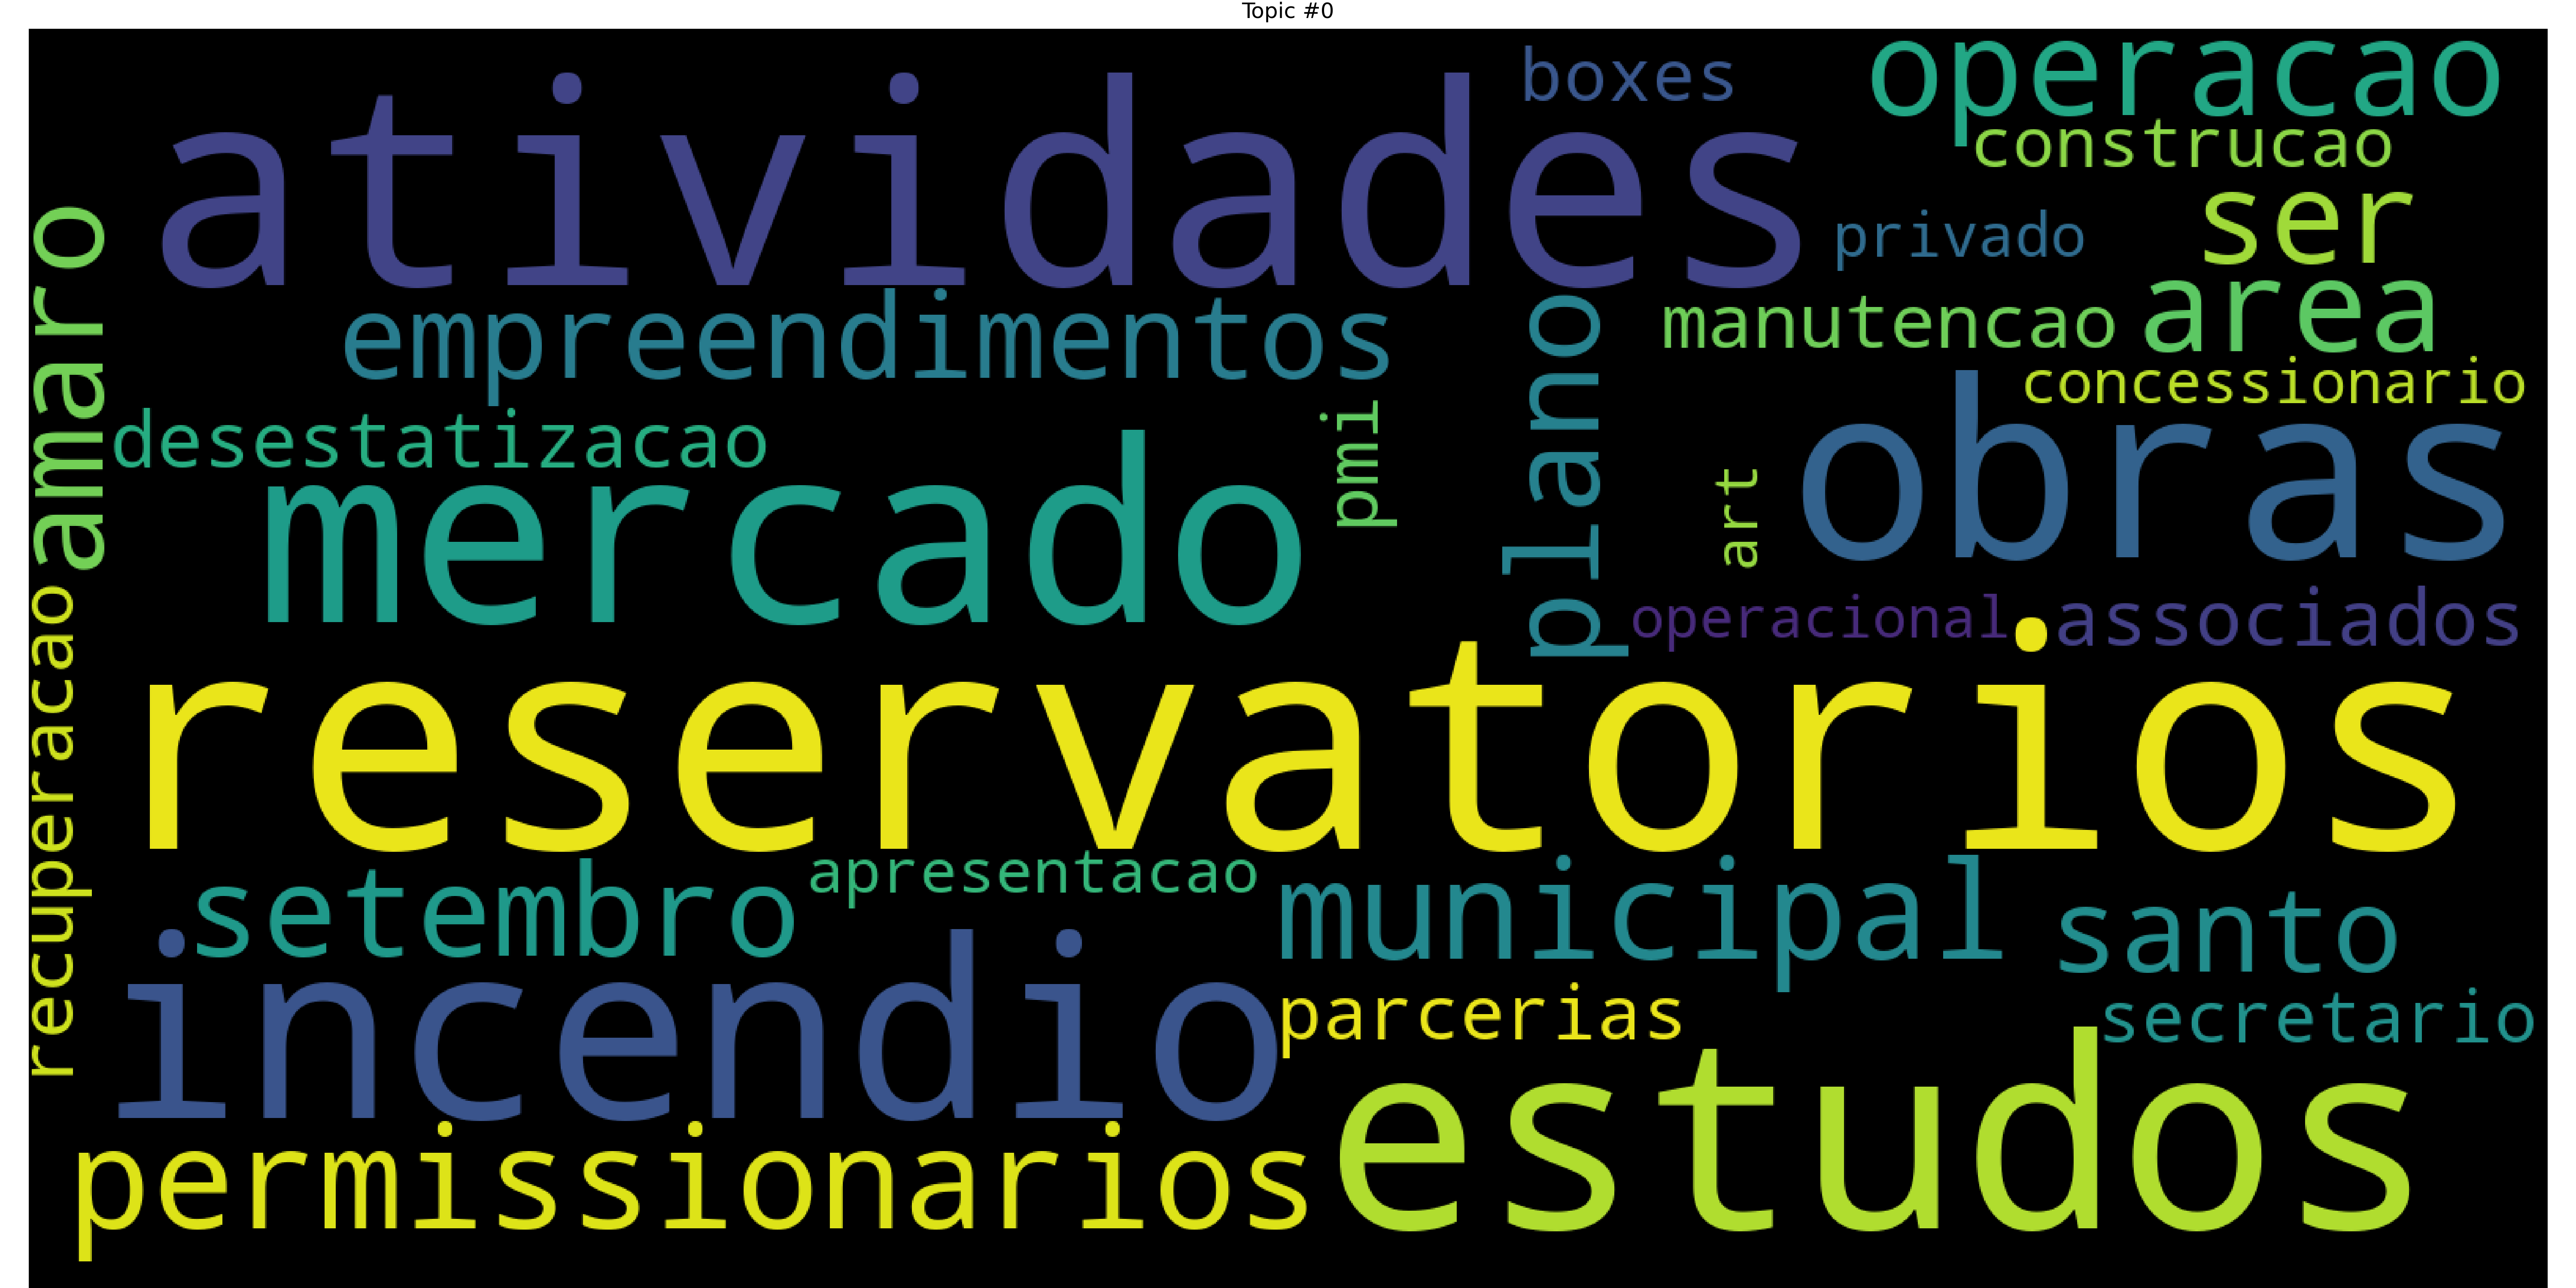 Topic #0
atividades
boxes
operacao
construcao
ser
privado
amaro
empreendimentos
plano
manutencao
area
concessionario
desestatizacao
pmi
mercado
art
obras
operacional
associados
recuperacao
reservatorios
setembro
apresentacao
municipal
santo
incendio
parcerias
secretario
permissionarios
estudos